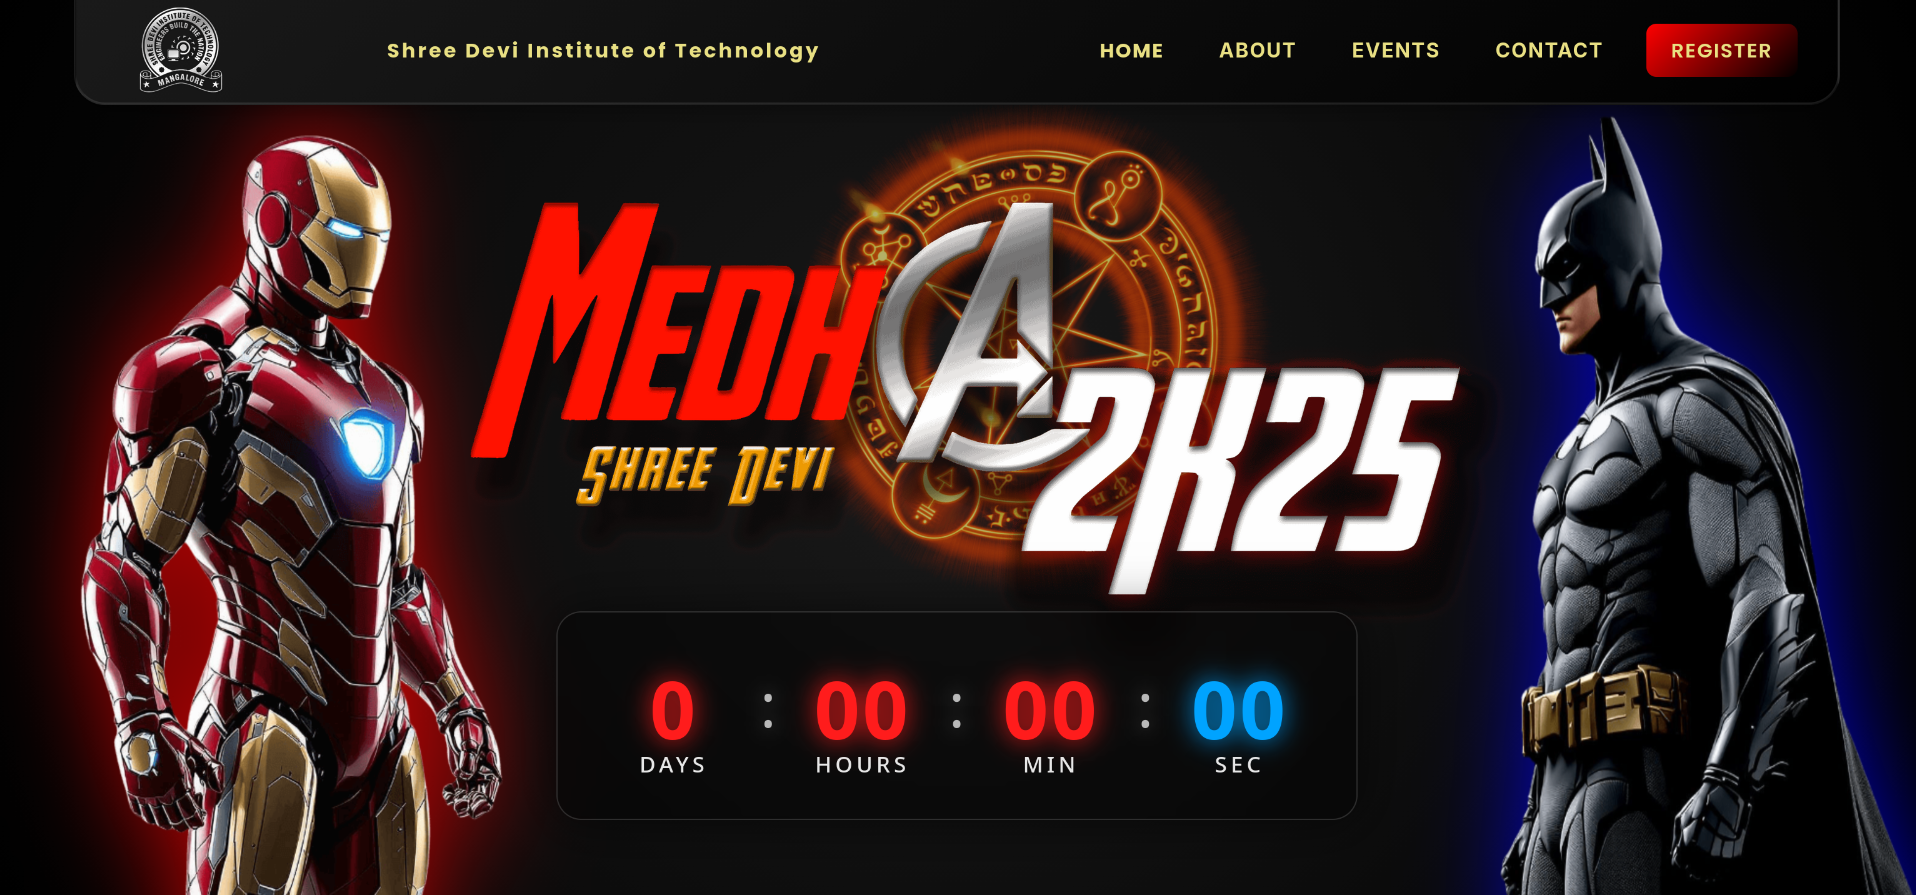 SHREE DEVI INSTITUTE OF TECHNOLOGY
ENGINEERS BUILD THE NATION
MANGALORE
Shree Devi Institute of Technology
HOME ABOUT EVENTS CONTACT REGISTER
MEDHA 2K25
SHREE DEVI
0 : 00 : 00 : 00
DAYS HOURS MIN SEC